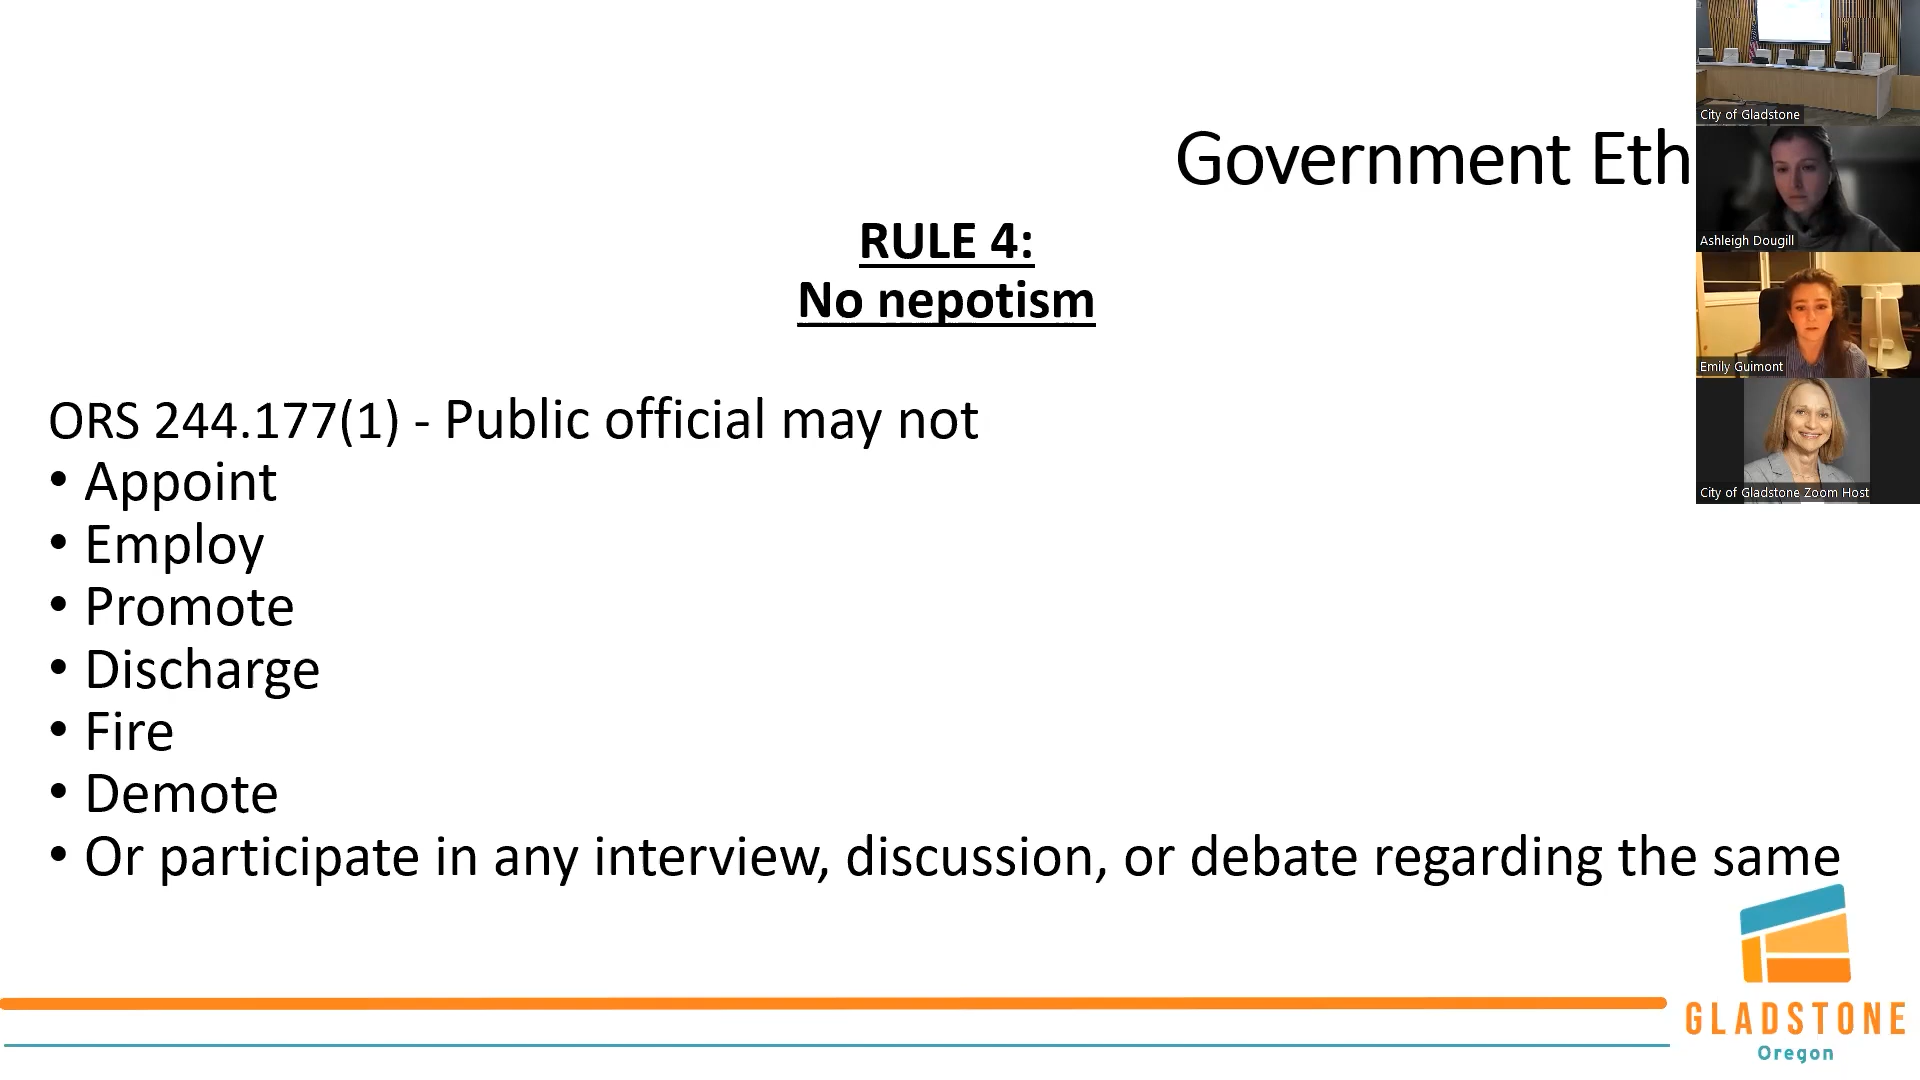 Government Eth
RULE 4:
No nepotism
ORS 244.177(1) - Public official may not
• Appoint
• Employ
• Promote
• Discharge
• Fire
• Demote
• Or participate in any interview, discussion, or debate regarding the same
City of Gladstone
Ashleigh Dougill
Emily Guimont
City of Gladstone Zoom Host
GLADSTONE
Oregon